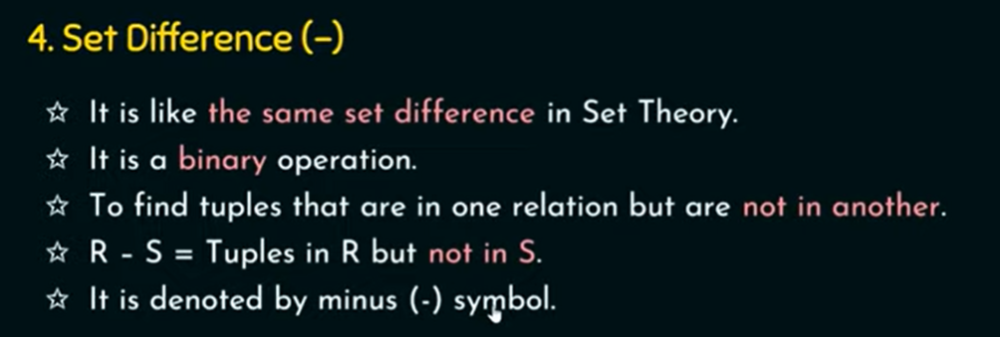 4. Set Difference (–)
☆ It is like the same set difference in Set Theory.
☆ It is a binary operation.
☆ To find tuples that are in one relation but are not in another.
☆ R - S = Tuples in R but not in S.
☆ It is denoted by minus (-) symbol.